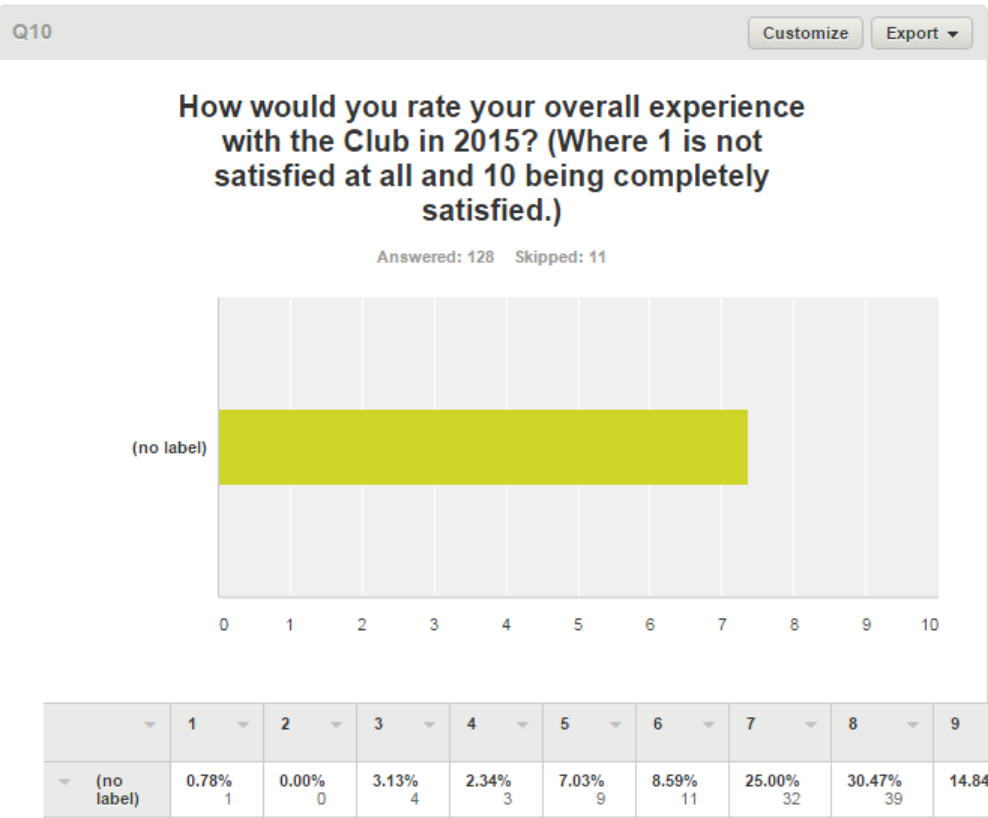 Q10
Customize
Export
How would you rate your overall experience
with the Club in 2015? (Where 1 is not
satisfied at all and 10 being completely
satisfied.)
Answered: 128 Skipped: 11
(no label)
0 1 2 3 4 5 6 7 8 9 10
1 2 3 4 5 6 7 8 9
(no 0.78% 0.00% 3.13% 2.34% 7.03% 8.59% 25.00% 30.47% 14.84
label) 1 0 4 3 9 11 32 39